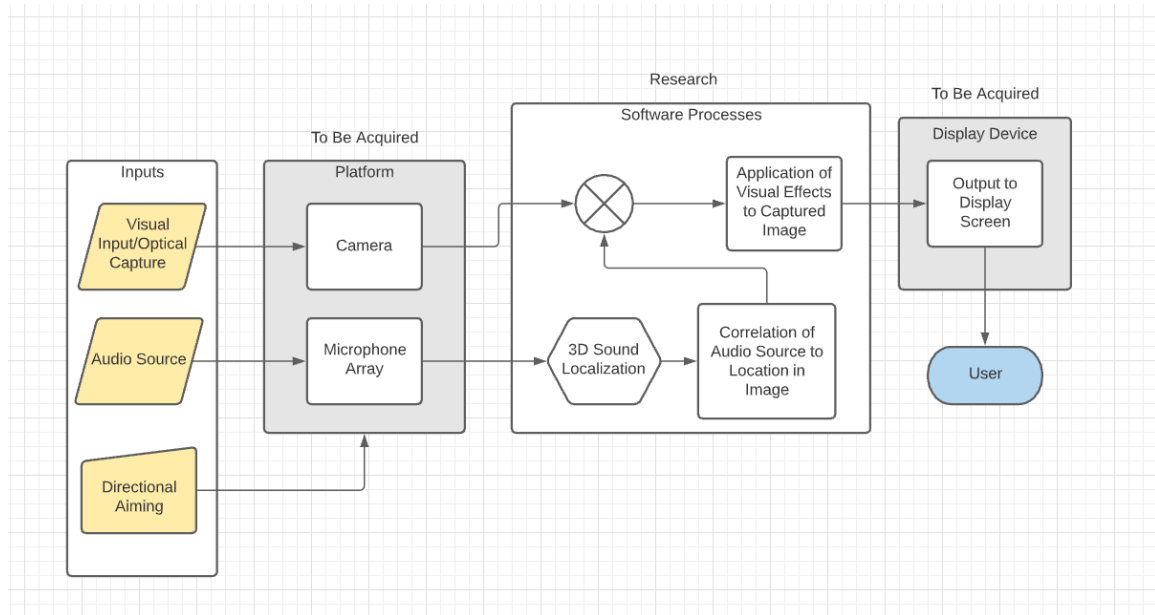 Inputs
Visual
Input/Optical
Capture
Audio Source
Directional
Aiming
To Be Acquired
Platform
Camera
Microphone
Array
Research
Software Processes
3D Sound
Localization
Correlation of
Audio Source to
Location in
Image
Application of
Visual Effects
to Captured
Image
To Be Acquired
Display Device
Output to
Display
Screen
User